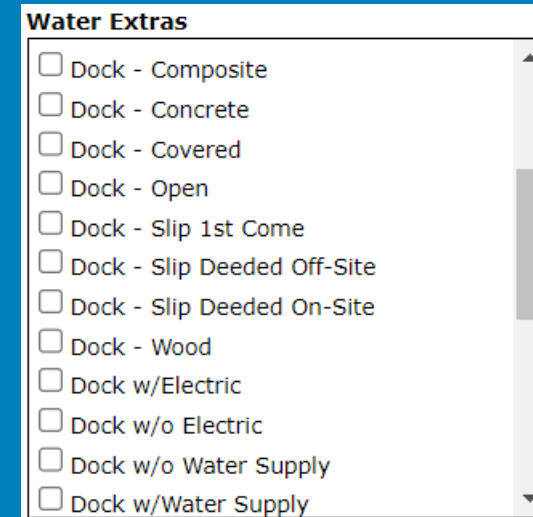 Water Extras
Dock - Composite
Dock - Concrete
Dock - Covered
Dock - Open
Dock - Slip 1st Come
Dock - Slip Deeded Off-Site
Dock - Slip Deeded On-Site
Dock - Wood
Dock w/Electric
Dock w/o Electric
Dock w/o Water Supply
Dock w/Water Supply